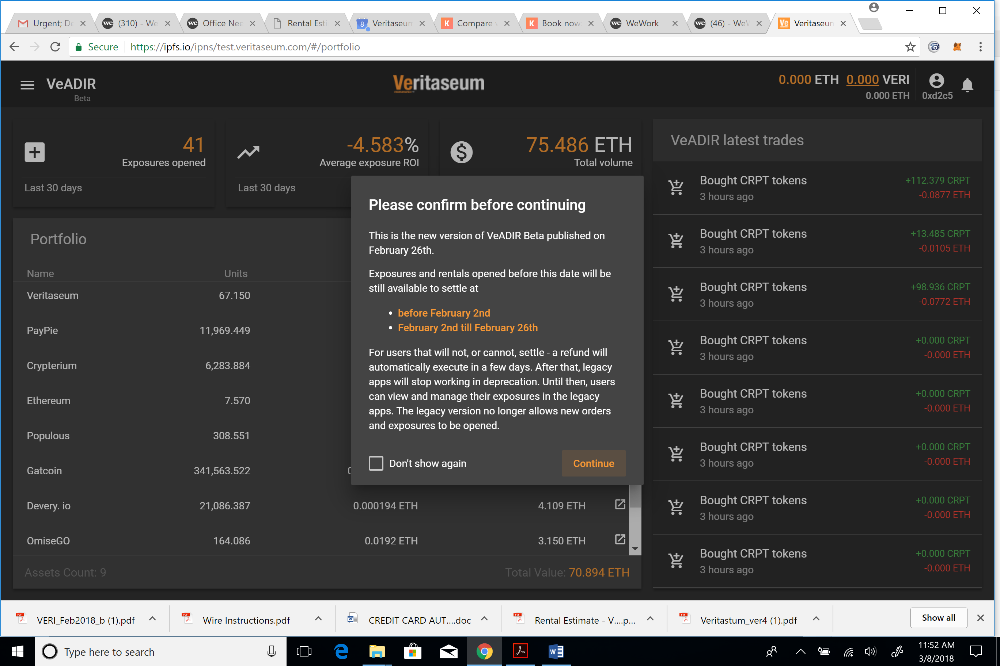 Urgent; De
(310) - We
Office Nee
Rental Esti
8
Veritaseum
K
Compare v
K
Book now
WeWork
(46) - WeW
Ve
Veritaseum
Secure
https://ipfs.io/ipns/test.veritaseum.com/#/portfolio
VeADIR
Beta
Veritaseum
0.000 ETH 0.000 VERI
0.000 ETH
0xd2c5
41
Exposures opened
Last 30 days
-4.583%
Average exposure ROI
Last 30 days
75.486 ETH
Total volume
Portfolio
Name Units
Veritaseum 67.150
PayPie 11,969.449
Crypterium 6,283.884
Ethereum 7.570
Populous 308.551
Gatcoin 341,563.522
Devery. io 21,086.387 0.000194 ETH 4.109 ETH
OmiseGO 164.086 0.0192 ETH 3.150 ETH
Assets Count: 9 Total Value: 70.894 ETH
Please confirm before continuing
This is the new version of VeADIR Beta published on
February 26th.
Exposures and rentals opened before this date will be
still available to settle at
• before February 2nd
• February 2nd till February 26th
For users that will not, or cannot, settle - a refund will
automatically execute in a few days. After that, legacy
apps will stop working in deprecation. Until then, users
can view and manage their exposures in the legacy
apps. The legacy version no longer allows new orders
and exposures to be opened.
Don't show again
Continue
VeADIR latest trades
Bought CRPT tokens +112.379 CRPT
3 hours ago -0.0877 ETH
Bought CRPT tokens +13.485 CRPT
3 hours ago -0.0105 ETH
Bought CRPT tokens +98.936 CRPT
3 hours ago -0.0772 ETH
Bought CRPT tokens +0.000 CRPT
3 hours ago -0.000 ETH
Bought CRPT tokens +0.000 CRPT
3 hours ago -0.000 ETH
Bought CRPT tokens +0.000 CRPT
3 hours ago -0.000 ETH
Bought CRPT tokens +0.000 CRPT
3 hours ago -0.000 ETH
Bought CRPT tokens +0.000 CRPT
3 hours ago -0.000 ETH
VERI_Feb2018_b (1).pdf
Wire Instructions.pdf
CREDIT CARD AUT....doc
Rental Estimate - V....p...
Veritastum_ver4 (1).pdf
Show all
Type here to search
11:52 AM
3/8/2018